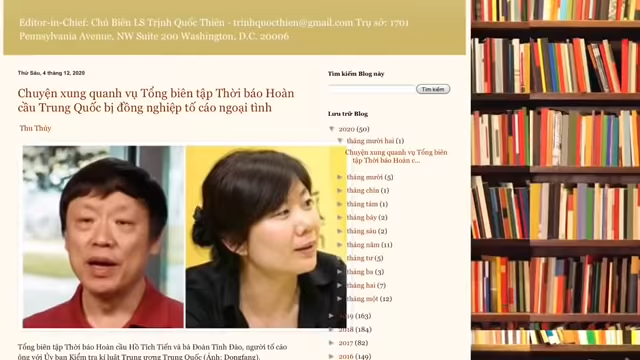 Editor-in-Chief: Chủ Biên LS Trịnh Quốc Thiên - trinhquocthien@gmail.com Trụ sở: 1701
Pennsylvania Avenue, NW Suite 200 Washington, D.C. 20006
Thứ Sáu, 4 tháng 12, 2020
Chuyện xung quanh vụ Tổng biên tập Thời báo Hoàn
cầu Trung Quốc bị đồng nghiệp tố cáo ngoại tình
Thu Thủy
Tổng biên tập Thời báo Hoàn cầu Hồ Tích Tiến và bà Đoàn Tinh Đào, người tố cáo
ông với Ủy ban Kiểm tra kỉ luật Trung ương Trung Quốc (Ảnh: Dongfang).
Tìm kiếm Blog này
Tìm kiếm
Lưu trữ Blog
▼ 2020 (50)
▼ tháng mười hai (1)
Chuyện xung quanh vụ Tổng biên
tập Thời báo Hoàn c...
► tháng mười (5)
► tháng chín (1)
► tháng tám (1)
► tháng bảy (2)
► tháng sáu (2)
► tháng năm (11)
► tháng tư (5)
► tháng ba (3)
► tháng hai (7)
► tháng một (12)
► 2019 (163)
► 2018 (184)
► 2017 (82)
► 2016 (149)